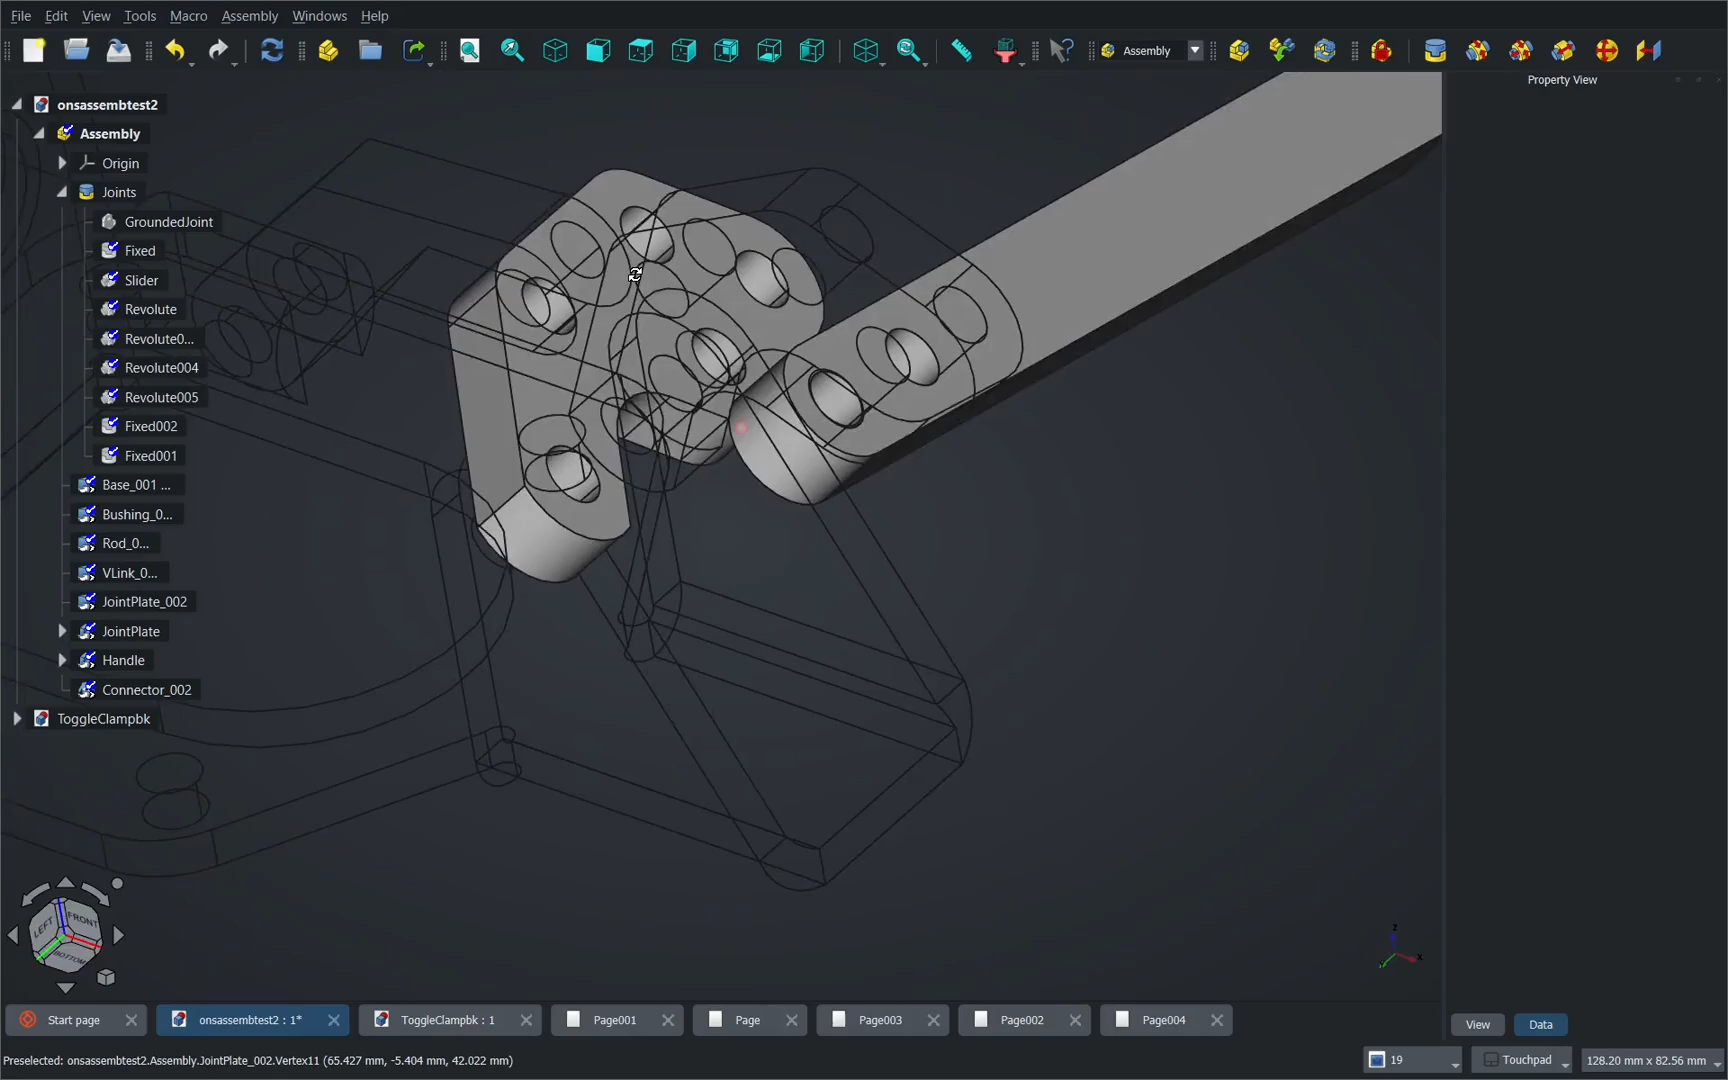 File Edit View Tools Macro Assembly Windows Help
Assembly
Property View
onsassembtest2
Assembly
Origin
Joints
GroundedJoint
Fixed
Slider
Revolute
Revolute0...
Revolute004
Revolute005
Fixed002
Fixed001
Base_001 ...
Bushing_0...
Rod_0...
VLink_0...
JointPlate_002
JointPlate
Handle
Connector_002
ToggleClampbk
LEFT FRONT
BOTTOM
Z
X
Y
View Data
Start page onsassembtest2 : 1* ToggleClampbk : 1 Page001 Page Page003 Page002 Page004
Preselected: onsassembtest2.Assembly.JointPlate_002.Vertex11 (65.427 mm, -5.404 mm, 42.022 mm)
19 Touchpad 128.20 mm x 82.56 mm